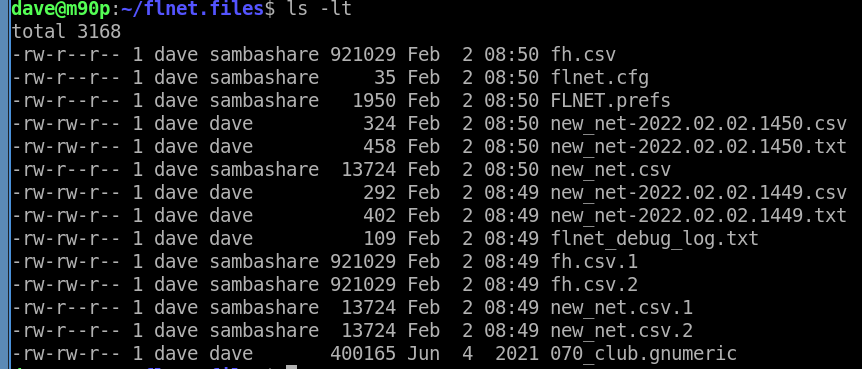 dave@m90p:~/flnet.files$ ls -lt
total 3168
-rw-r--r-- 1 dave sambashare 921029 Feb  2 08:50 fh.csv
-rw-r--r-- 1 dave sambashare     35 Feb  2 08:50 flnet.cfg
-rw-r--r-- 1 dave sambashare   1950 Feb  2 08:50 FLNET.prefs
-rw-rw-r-- 1 dave dave          324 Feb  2 08:50 new_net-2022.02.02.1450.csv
-rw-rw-r-- 1 dave dave          458 Feb  2 08:50 new_net-2022.02.02.1450.txt
-rw-r--r-- 1 dave sambashare  13724 Feb  2 08:50 new_net.csv
-rw-rw-r-- 1 dave dave          292 Feb  2 08:49 new_net-2022.02.02.1449.csv
-rw-rw-r-- 1 dave dave          402 Feb  2 08:49 new_net-2022.02.02.1449.txt
-rw-rw-r-- 1 dave dave          109 Feb  2 08:49 flnet_debug_log.txt
-rw-r--r-- 1 dave sambashare 921029 Feb  2 08:49 fh.csv.1
-rw-r--r-- 1 dave sambashare 921029 Feb  2 08:49 fh.csv.2
-rw-r--r-- 1 dave sambashare  13724 Feb  2 08:49 new_net.csv.1
-rw-r--r-- 1 dave sambashare  13724 Feb  2 08:49 new_net.csv.2
-rw-rw-r-- 1 dave dave       400165 Jun  4  2021 070_club.gnumeric